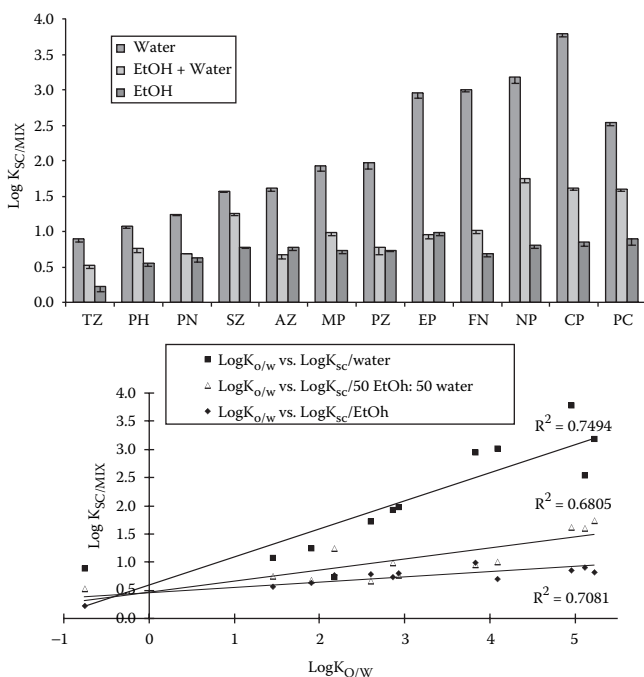 4.0
3.5
3.0
2.5
2.0
1.5
1.0
0.5
0.0
Log K_SC/MIX
Water
EtOH + Water
EtOH
TZ PH PN SZ AZ MP PZ EP FN NP CP PC
LogK_o/w vs. LogK_sc/water
LogK_o/w vs. LogK_sc/50 EtOh: 50 water
LogK_o/w vs. LogK_sc/EtOh
4.0
3.5
3.0
2.5
2.0
1.5
1.0
0.5
0.0
Log K_SC/MIX
R² = 0.7494
R² = 0.6805
R² = 0.7081
−1 0 1 2 3 4 5
LogK_O/W